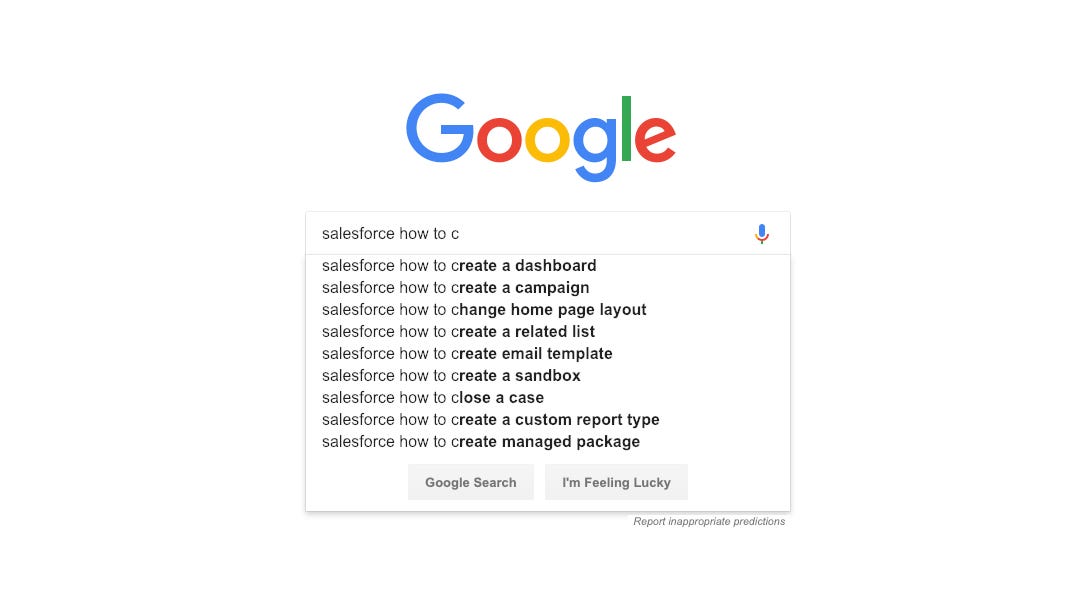 Google
salesforce how to c
salesforce how to create a dashboard
salesforce how to create a campaign
salesforce how to change home page layout
salesforce how to create a related list
salesforce how to create email template
salesforce how to create a sandbox
salesforce how to close a case
salesforce how to create a custom report type
salesforce how to create managed package
Google Search I'm Feeling Lucky
Report inappropriate predictions